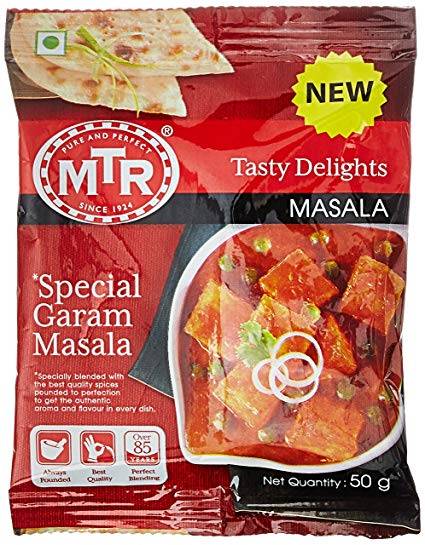 NEW
PURE AND PERFECT
MTR®
SINCE 1924
Tasty Delights
MASALA
*Special
Garam
Masala
*Specially blended with
the best quality spices
pounded to perfection
to get the authentic
aroma and flavour in every dish.
Always
Pounded
Best
Quality
Over
85
YEARS
Perfect
Blending
Net Quantity : 50 g